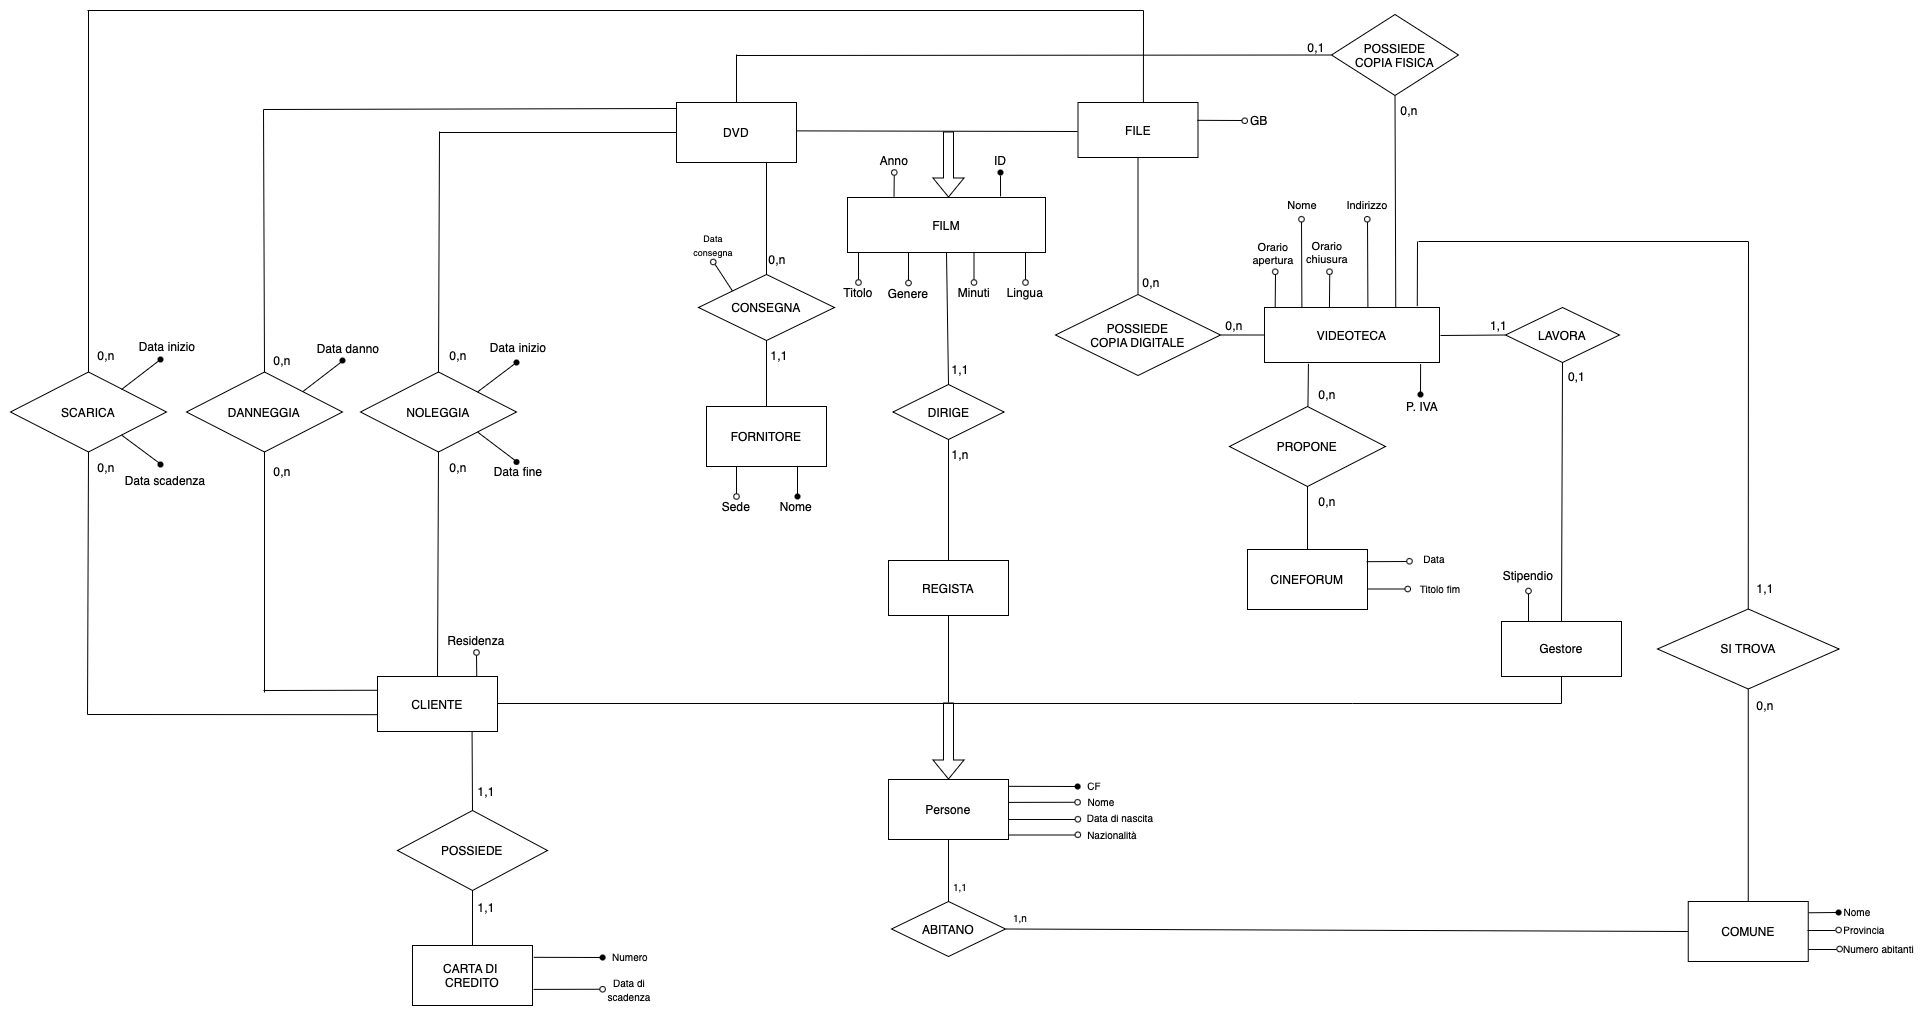 POSSIEDE
COPIA FISICA
0,1
0,n
DVD
FILE
GB
Anno
ID
FILM
Titolo
Genere
Minuti
Lingua
Data
consegna
0,n
CONSEGNA
1,1
FORNITORE
Sede
Nome
0,n
POSSIEDE
COPIA DIGITALE
0,n
Nome
Indirizzo
Orario
apertura
Orario
chiusura
VIDEOTECA
P. IVA
1,1
LAVORA
0,1
0,n
PROPONE
0,n
CINEFORUM
Data
Titolo fim
Stipendio
Gestore
1,1
SI TROVA
0,n
0,n
Data inizio
SCARICA
0,n
Data scadenza
0,n
Data danno
DANNEGGIA
0,n
0,n
Data inizio
NOLEGGIA
0,n
Data fine
1,1
DIRIGE
1,n
REGISTA
Residenza
CLIENTE
1,1
POSSIEDE
1,1
CARTA DI
CREDITO
Numero
Data di
scadenza
Persone
CF
Nome
Data di nascita
Nazionalità
1,1
ABITANO
1,n
COMUNE
Nome
Provincia
Numero abitanti